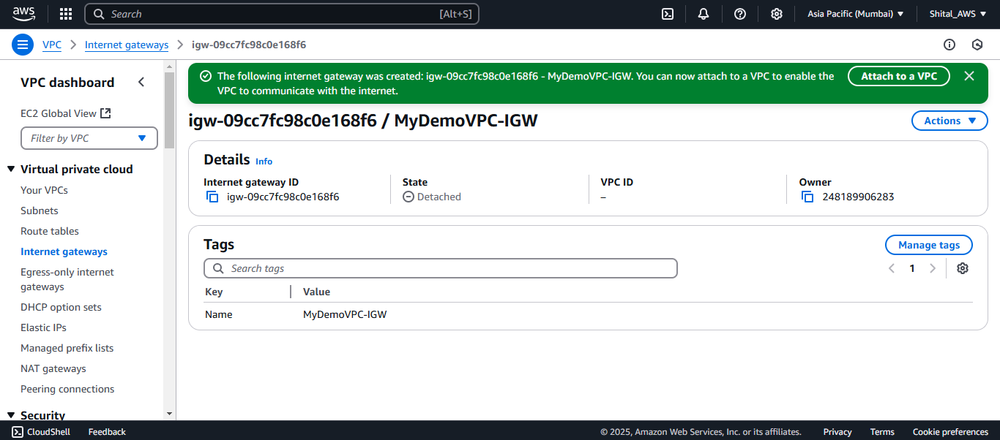 aws
Search [Alt+S]
Asia Pacific (Mumbai)
Shital_AWS
VPC
Internet gateways
igw-09cc7fc98c0e168f6
VPC dashboard
EC2 Global View
Filter by VPC
Virtual private cloud
Your VPCs
Subnets
Route tables
Internet gateways
Egress-only internet
gateways
DHCP option sets
Elastic IPs
Managed prefix lists
NAT gateways
Peering connections
Security
The following internet gateway was created: igw-09cc7fc98c0e168f6 - MyDemoVPC-IGW. You can now attach to a VPC to enable the
VPC to communicate with the internet.
Attach to a VPC
igw-09cc7fc98c0e168f6 / MyDemoVPC-IGW
Actions
Details Info
Internet gateway ID
igw-09cc7fc98c0e168f6
State
Detached
VPC ID
–
Owner
248189906283
Tags
Manage tags
Search tags
1
Key Value
Name MyDemoVPC-IGW
CloudShell
Feedback
© 2025, Amazon Web Services, Inc. or its affiliates.
Privacy
Terms
Cookie preferences